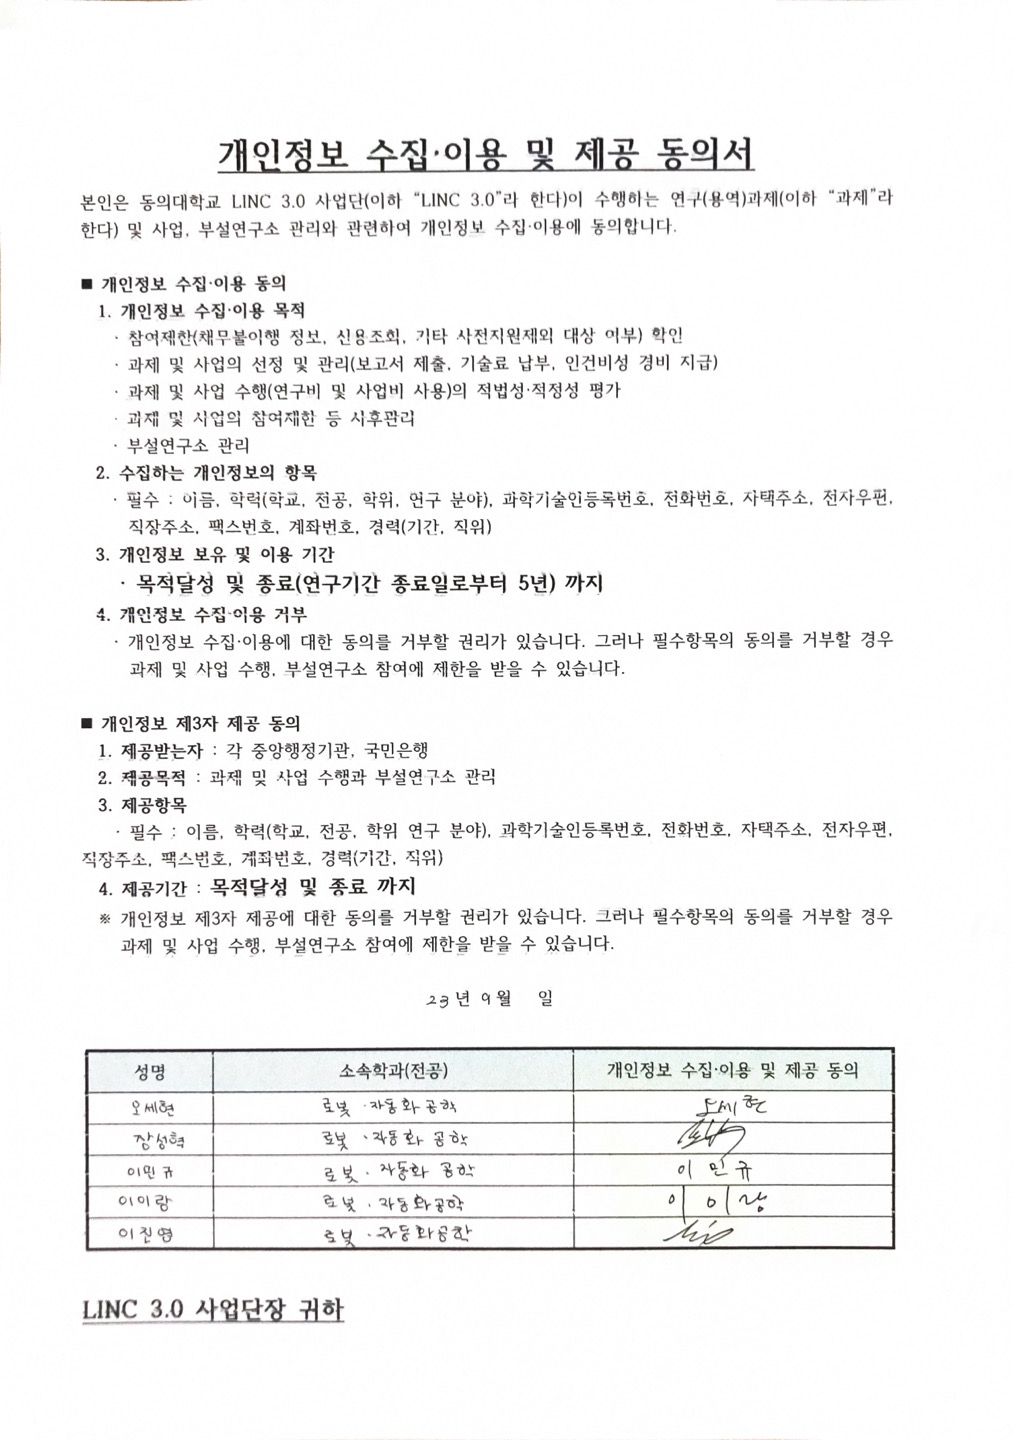 개인정보 수집·이용 및 제공 동의서
본인은 동의대학교 LINC 3.0 사업단(이하 “LINC 3.0”라 한다)이 수행하는 연구(용역)과제(이하 “과제”라
한다) 및 사업, 부설연구소 관리와 관련하여 개인정보 수집·이용에 동의합니다.
■ 개인정보 수집·이용 동의
1. 개인정보 수집·이용 목적
· 참여제한(채무불이행 정보, 신용조회, 기타 사전지원제외 대상 여부) 확인
· 과제 및 사업의 선정 및 관리(보고서 제출, 기술료 납부, 인건비성 경비 지급)
· 과제 및 사업 수행(연구비 및 사업비 사용)의 적법성·적정성 평가
· 과제 및 사업의 참여제한 등 사후관리
· 부설연구소 관리
2. 수집하는 개인정보의 항목
· 필수 : 이름, 학력(학교, 전공, 학위, 연구 분야), 과학기술인등록번호, 전화번호, 자택주소, 전자우편,
직장주소, 팩스번호, 계좌번호, 경력(기간, 직위)
3. 개인정보 보유 및 이용 기간
· 목적달성 및 종료(연구기간 종료일로부터 5년) 까지
4. 개인정보 수집·이용 거부
· 개인정보 수집·이용에 대한 동의를 거부할 권리가 있습니다. 그러나 필수항목의 동의를 거부할 경우
과제 및 사업 수행, 부설연구소 참여에 제한을 받을 수 있습니다.
■ 개인정보 제3자 제공 동의
1. 제공받는자 : 각 중앙행정기관, 국민은행
2. 제공목적 : 과제 및 사업 수행과 부설연구소 관리
3. 제공항목
· 필수 : 이름, 학력(학교, 전공, 학위 연구 분야), 과학기술인등록번호, 전화번호, 자택주소, 전자우편,
직장주소, 팩스번호, 계좌번호, 경력(기간, 직위)
4. 제공기간 : 목적달성 및 종료 까지
※ 개인정보 제3자 제공에 대한 동의를 거부할 권리가 있습니다. 그러나 필수항목의 동의를 거부할 경우
과제 및 사업 수행, 부설연구소 참여에 제한을 받을 수 있습니다.
23년 9월 일
성명 소속학과(전공) 개인정보 수집·이용 및 제공 동의
오세현 로봇·자동화 공학 오세현
장성혁 로봇·자동화 공학
이민규 로봇·자동화 공학 이민규
이이랑 로봇·자동화공학 이이랑
이진영 로봇·자동화공학
LINC 3.0 사업단장 귀하